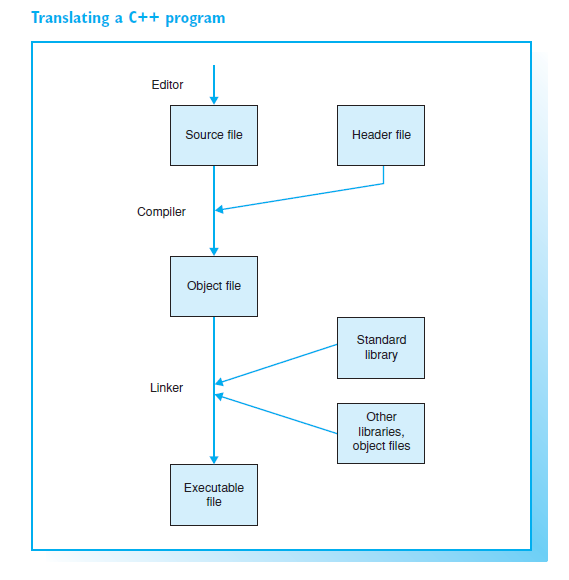 Translating a C++ program
Editor
Source file
Header file
Compiler
Object file
Standard
library
Linker
Other
libraries,
object files
Executable
file